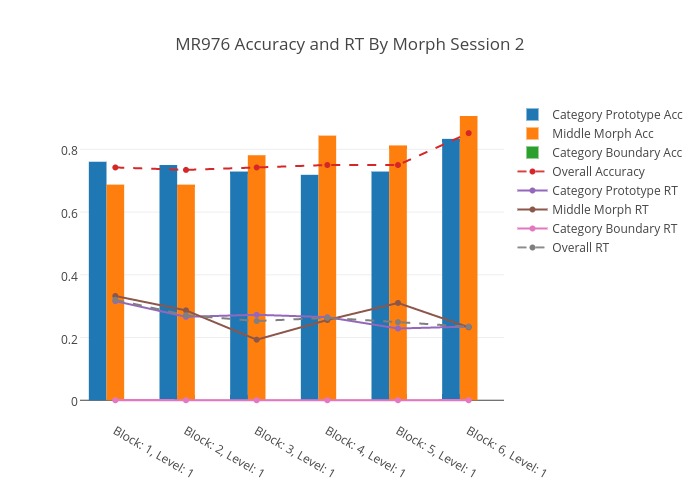 MR976 Accuracy and RT By Morph Session 2
Category Prototype Acc
Middle Morph Acc
Category Boundary Acc
Overall Accuracy
Category Prototype RT
Middle Morph RT
Category Boundary RT
Overall RT
0.8
0.6
0.4
0.2
0
Block: 1, Level: 1
Block: 2, Level: 1
Block: 3, Level: 1
Block: 4, Level: 1
Block: 5, Level: 1
Block: 6, Level: 1